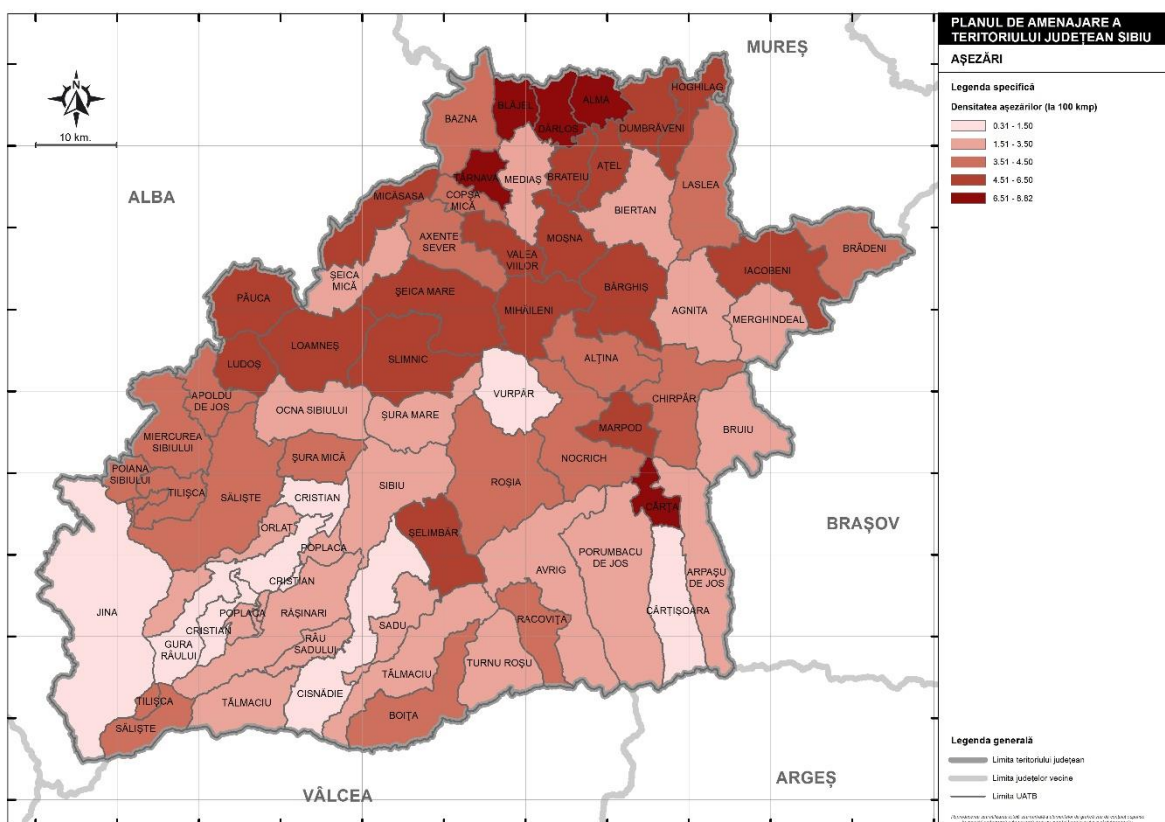 PLANUL DE AMENAJARE A
TERITORIULUI JUDEȚEAN SIBIU
AȘEZĂRI
Legenda specifică
Densitatea așezărilor (la 100 kmp)
0.31 - 1.50
1.51 - 3.50
3.51 - 4.50
4.51 - 6.50
6.51 - 8.82
MUREȘ
N
10 km.
ALBA
BRAȘOV
ARGEȘ
VÂLCEA
HOGHILAG
BLĂJEL
ALMA
BAZNA
DÂRLOS
DUMBRĂVENI
TÂRNAVA
MEDIAȘ
BRATEIU
AȚEL
LASLEA
MICĂSASA
COPȘA
MICĂ
BIERTAN
AXENTE
SEVER
MOȘNA
VALEA
VIILOR
BRĂDENI
IACOBENI
ȘEICA
MICĂ
BÂRGHIȘ
PĂUCA
ȘEICA MARE
MIHĂILENI
AGNITA
MERGHINDEAL
LOAMNEȘ
LUDOȘ
SLIMNIC
ALȚINA
VURPĂR
APOLDU
DE JOS
CHIRPĂR
OCNA SIBIULUI
ȘURA MARE
MARPOD
BRUIU
MIERCUREA
SIBIULUI
ȘURA MICĂ
NOCRICH
POIANA
SIBIULUI
TILIȘCA
SĂLIȘTE
CRISTIAN
SIBIU
ROȘIA
CÂRȚA
ORLAT
ȘELIMBĂR
POPLACA
PORUMBACU
DE JOS
AVRIG
ARPAȘU
DE JOS
CRISTIAN
JINA
POPLACA
RĂȘINARI
CÂRȚIȘOARA
RACOVIȚA
CRISTIAN
SADU
GURA
RÂULUI
RÂU
SADULUI
TĂLMACIU
TURNU ROȘU
CISNĂDIE
TILIȘCA
TĂLMACIU
BOIȚA
SĂLIȘTE
Legenda generală
Limita teritoriului județean
Limita județelor vecine
Limita UATB